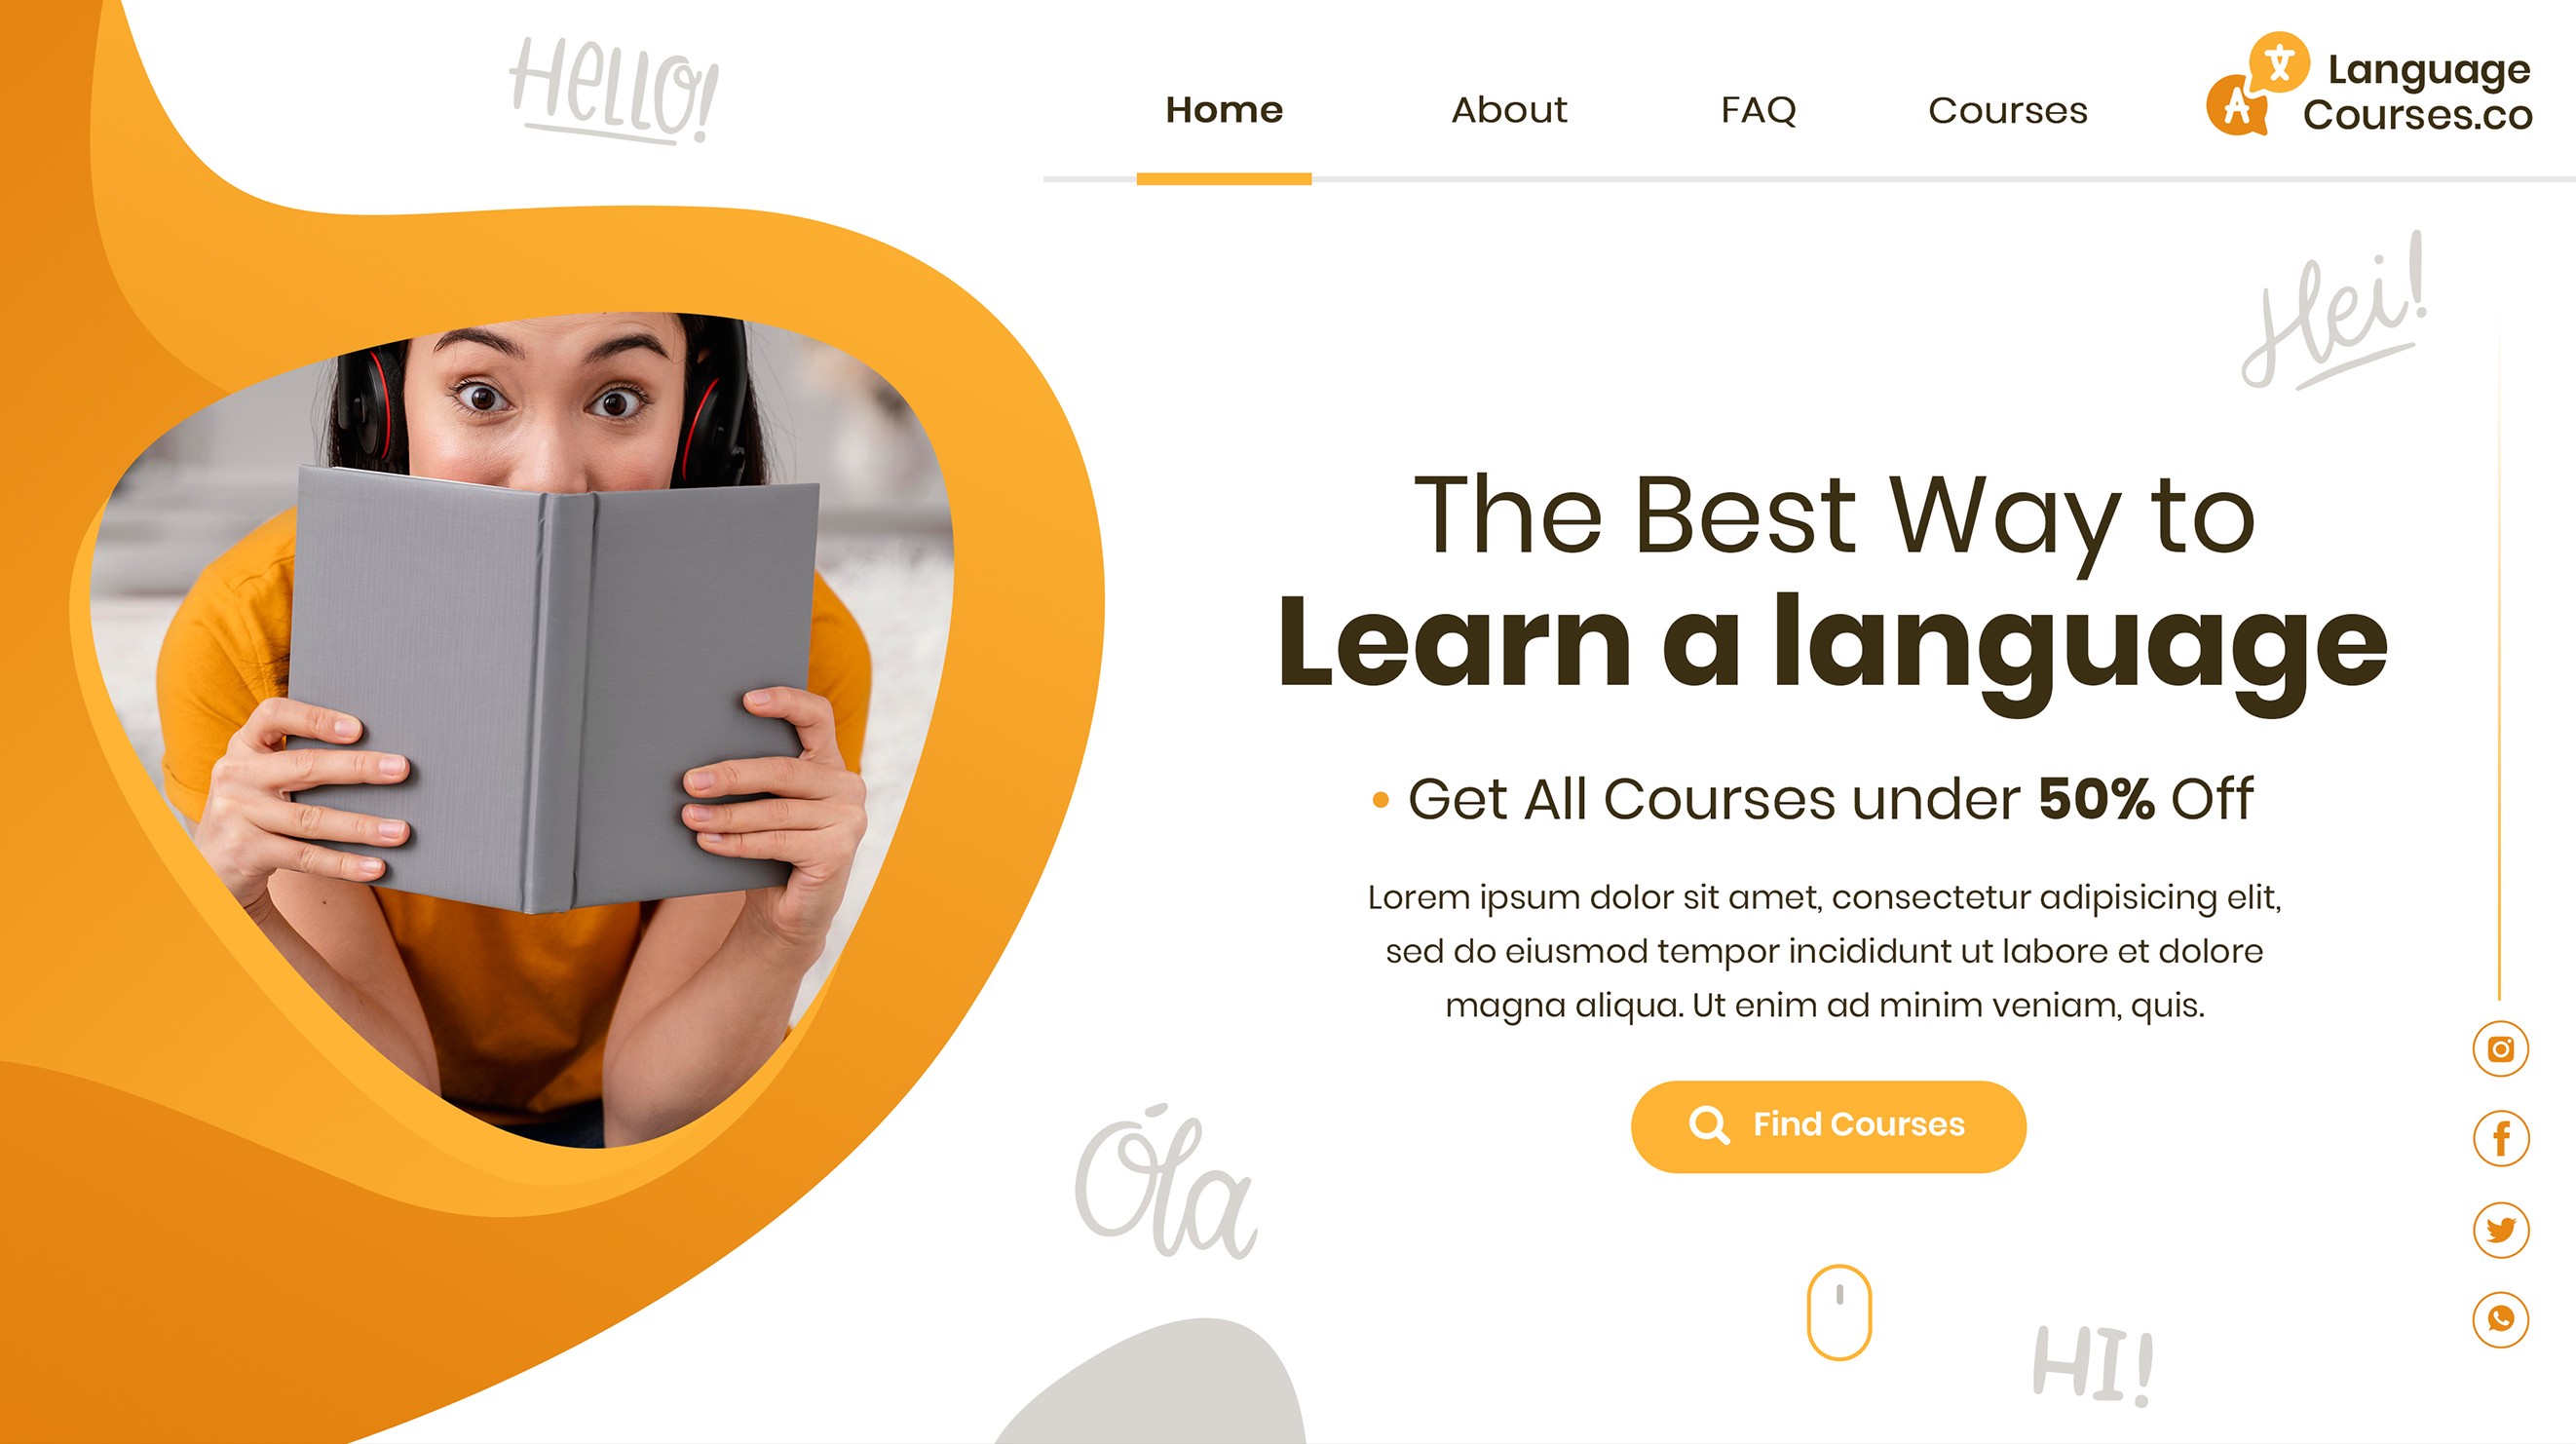 HELLO!
Home About FAQ Courses
Language
Courses.co
Hei!
The Best Way to
Learn a language
• Get All Courses under 50% Off
Lorem ipsum dolor sit amet, consectetur adipisicing elit,
sed do eiusmod tempor incididunt ut labore et dolore
magna aliqua. Ut enim ad minim veniam, quis.
Find Courses
Óla
HI!